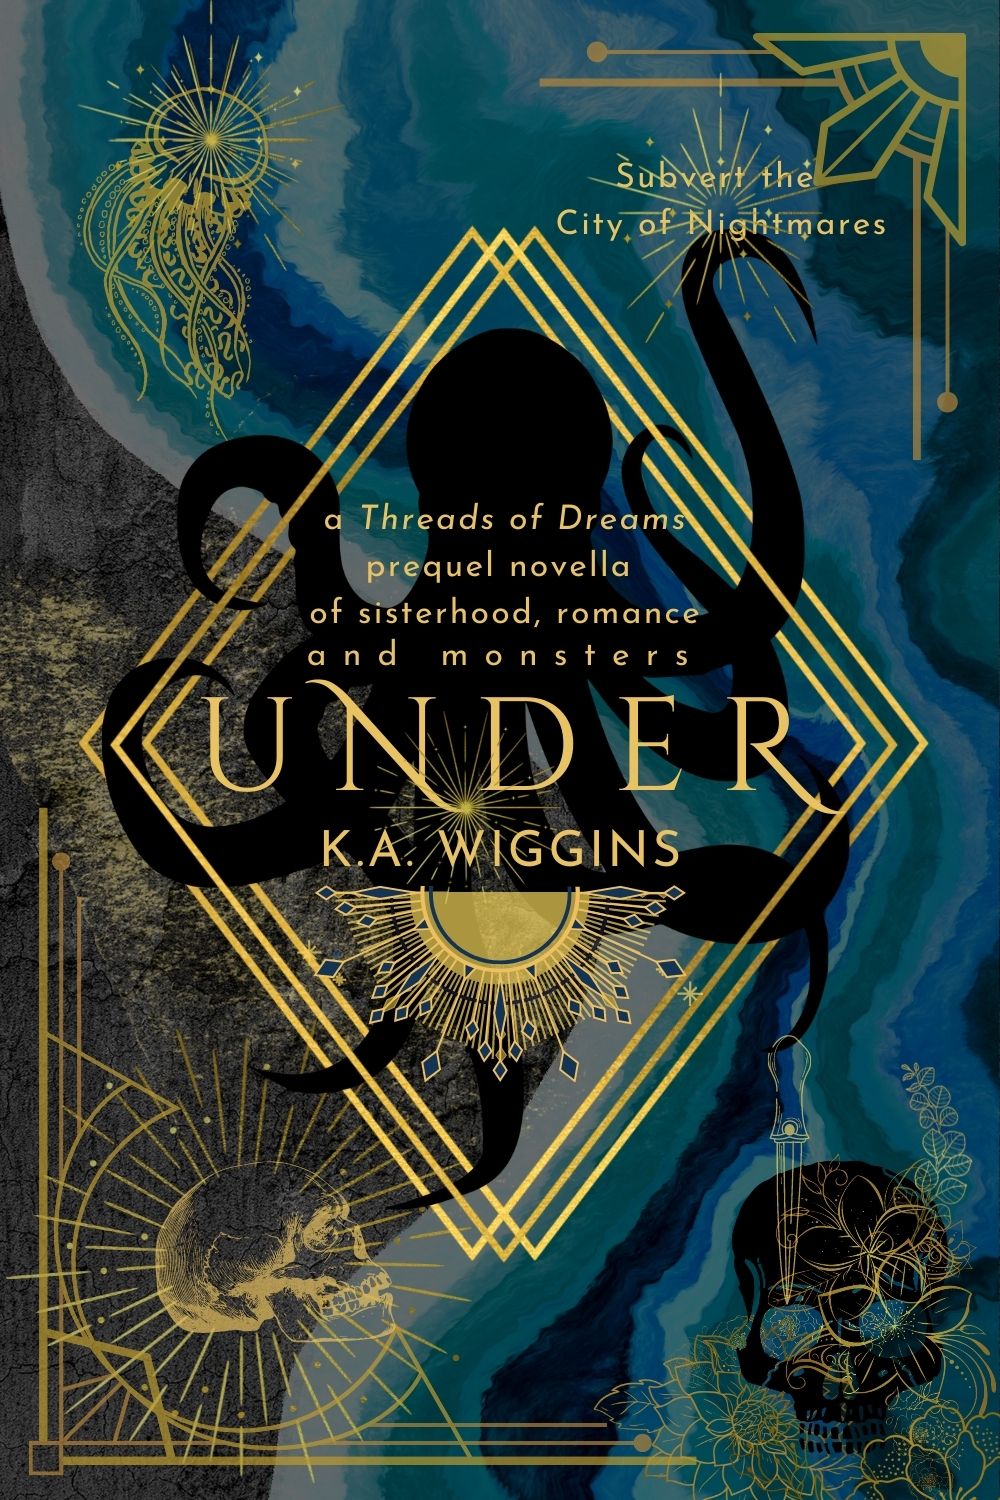 Subvert the
City of Nightmares
a Threads of Dreams
prequel novella
of sisterhood, romance
and monsters
UNDER
K.A. WIGGINS